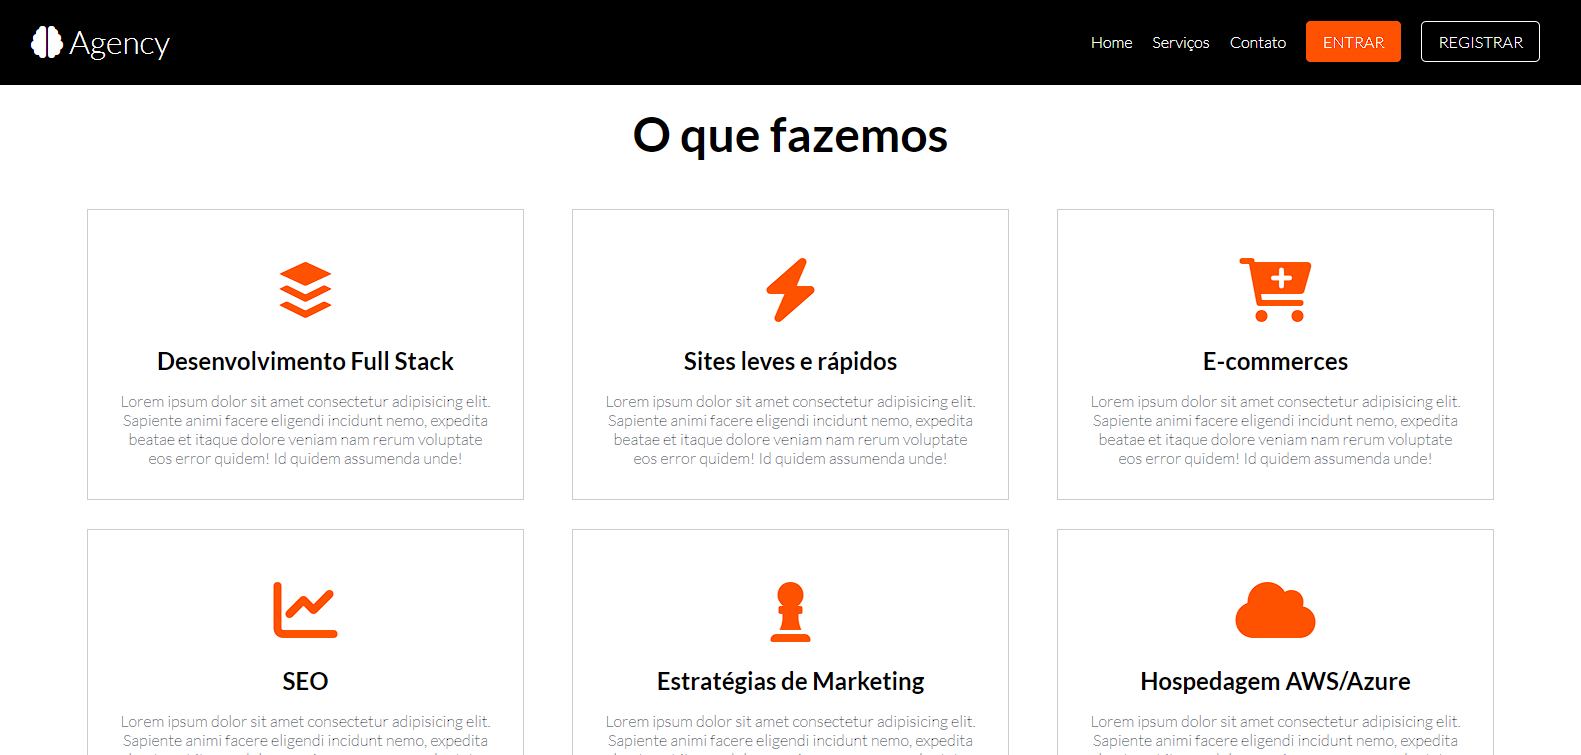 Agency
Home Serviços Contato ENTRAR REGISTRAR
O que fazemos
Desenvolvimento Full Stack
Lorem ipsum dolor sit amet consectetur adipisicing elit.
Sapiente animi facere eligendi incidunt nemo, expedita
beatae et itaque dolore veniam nam rerum voluptate
eos error quidem! Id quidem assumenda unde!
Sites leves e rápidos
Lorem ipsum dolor sit amet consectetur adipisicing elit.
Sapiente animi facere eligendi incidunt nemo, expedita
beatae et itaque dolore veniam nam rerum voluptate
eos error quidem! Id quidem assumenda unde!
E-commerces
Lorem ipsum dolor sit amet consectetur adipisicing elit.
Sapiente animi facere eligendi incidunt nemo, expedita
beatae et itaque dolore veniam nam rerum voluptate
eos error quidem! Id quidem assumenda unde!
SEO
Lorem ipsum dolor sit amet consectetur adipisicing elit.
Sapiente animi facere eligendi incidunt nemo, expedita
Estratégias de Marketing
Lorem ipsum dolor sit amet consectetur adipisicing elit.
Sapiente animi facere eligendi incidunt nemo, expedita
Hospedagem AWS/Azure
Lorem ipsum dolor sit amet consectetur adipisicing elit.
Sapiente animi facere eligendi incidunt nemo, expedita